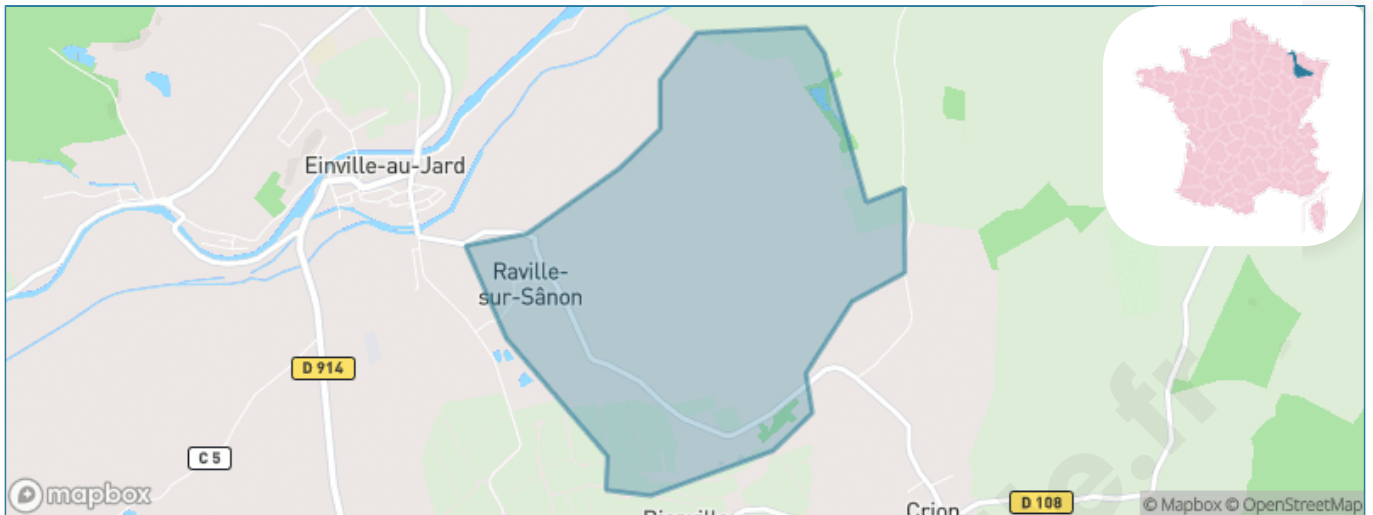 Einville-au-Jard
Raville-
sur-Sânon
D 914
C 5
mapbox
Crion
D 108
© Mapbox © OpenStreetMap